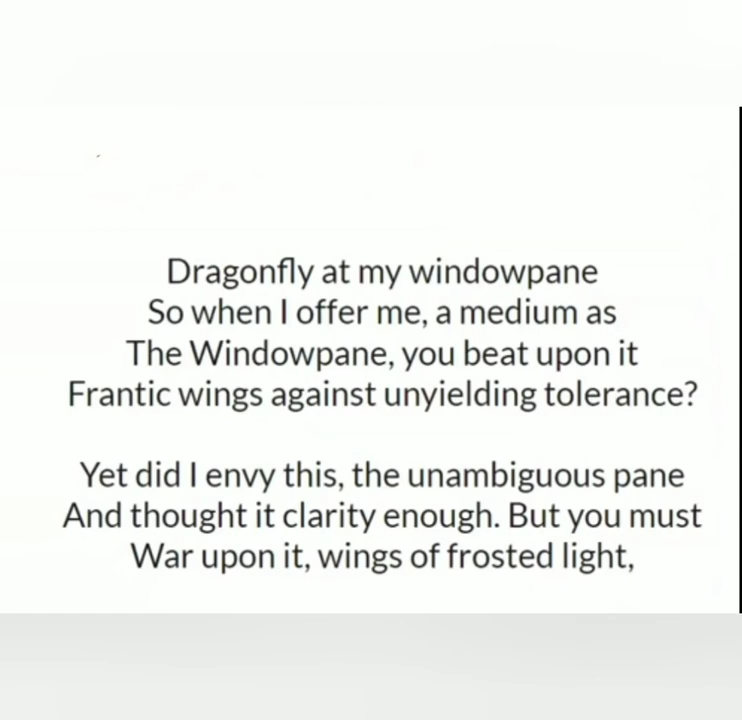 Dragonfly at my windowpane
So when I offer me, a medium as
The Windowpane, you beat upon it
Frantic wings against unyielding tolerance?
Yet did I envy this, the unambiguous pane
And thought it clarity enough. But you must
War upon it, wings of frosted light,